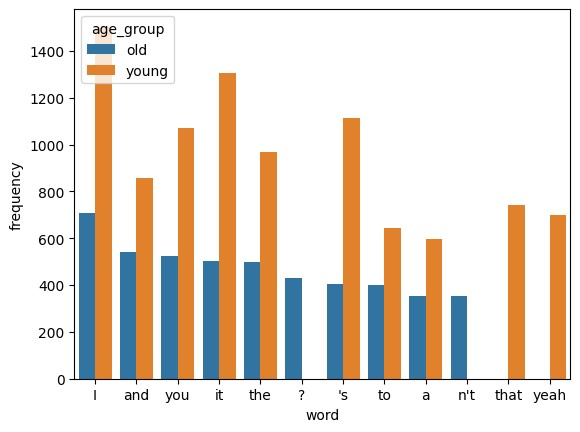 age_group
old
young
1400
1200
1000
800
600
400
200
0
frequency
I and you it the ? 's to a n't that yeah
word